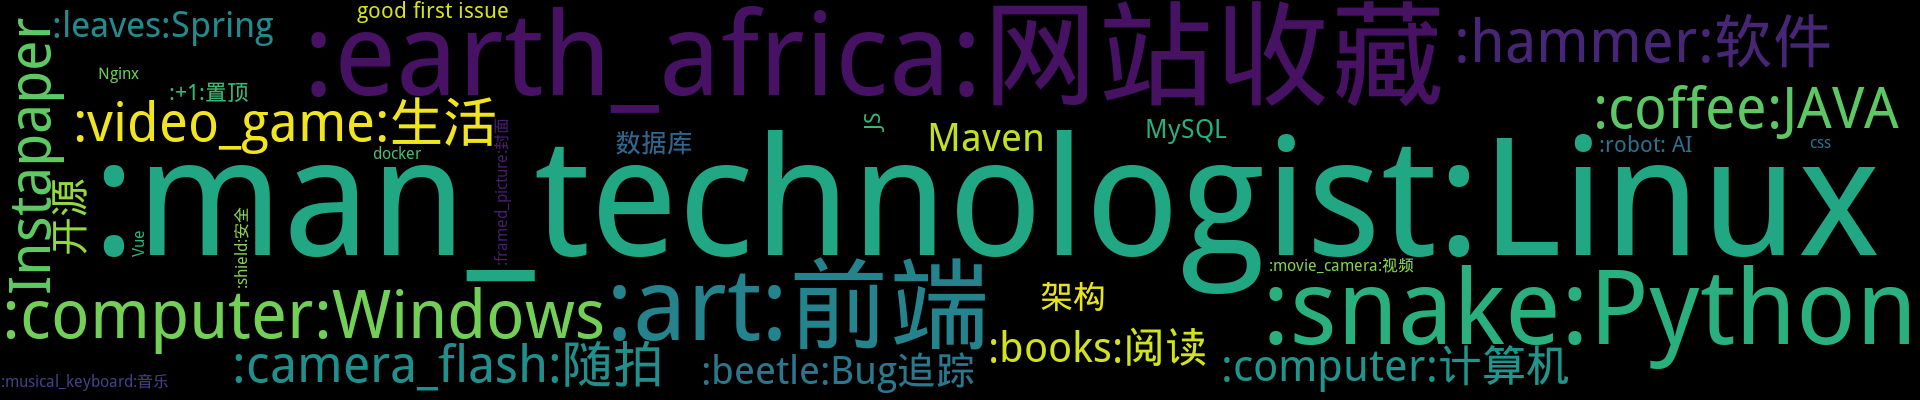 :leaves:Spring
good first issue
:earth_africa:网站收藏
:hammer:软件
Instapaper
Nginx
:+1:置顶
:video_game:生活
docker
:framed_picture:封面
数据库
JS
Maven
MySQL
:coffee:JAVA
:robot: AI
css
开源
:man_technologist:Linux
Vue
:shield:安全
:computer:Windows
:art:前端
架构
:movie_camera:视频
:snake:Python
:books:阅读
:camera_flash:随拍
:beetle:Bug追踪
:computer:计算机
:musical_keyboard:音乐